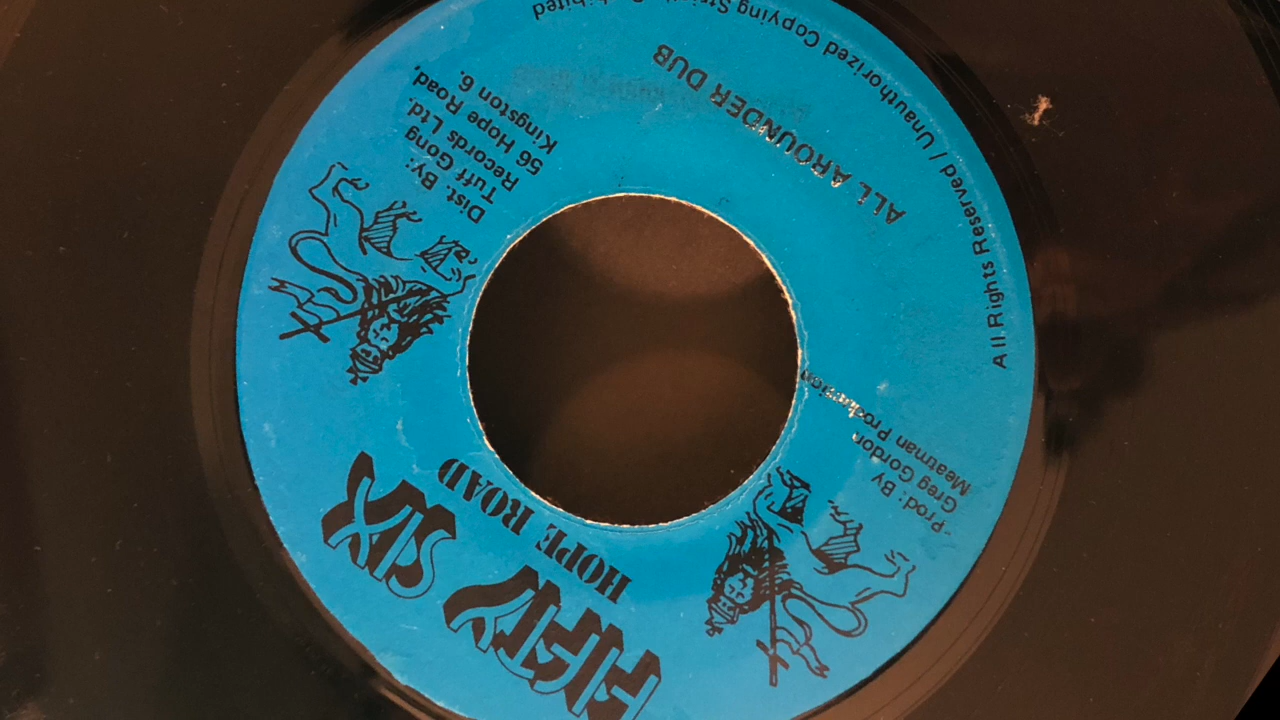 FIFTY SIX
HOPE ROAD
Prod: By
Greg Gordon
Meatman Production
Dist. By:
Tuff Gong
Records Ltd.
56 Hope Road,
Kingston 6.
ALL AROUNDER DUB
All Rights Reserved / Unauthorized Copying Strictly Prohibited